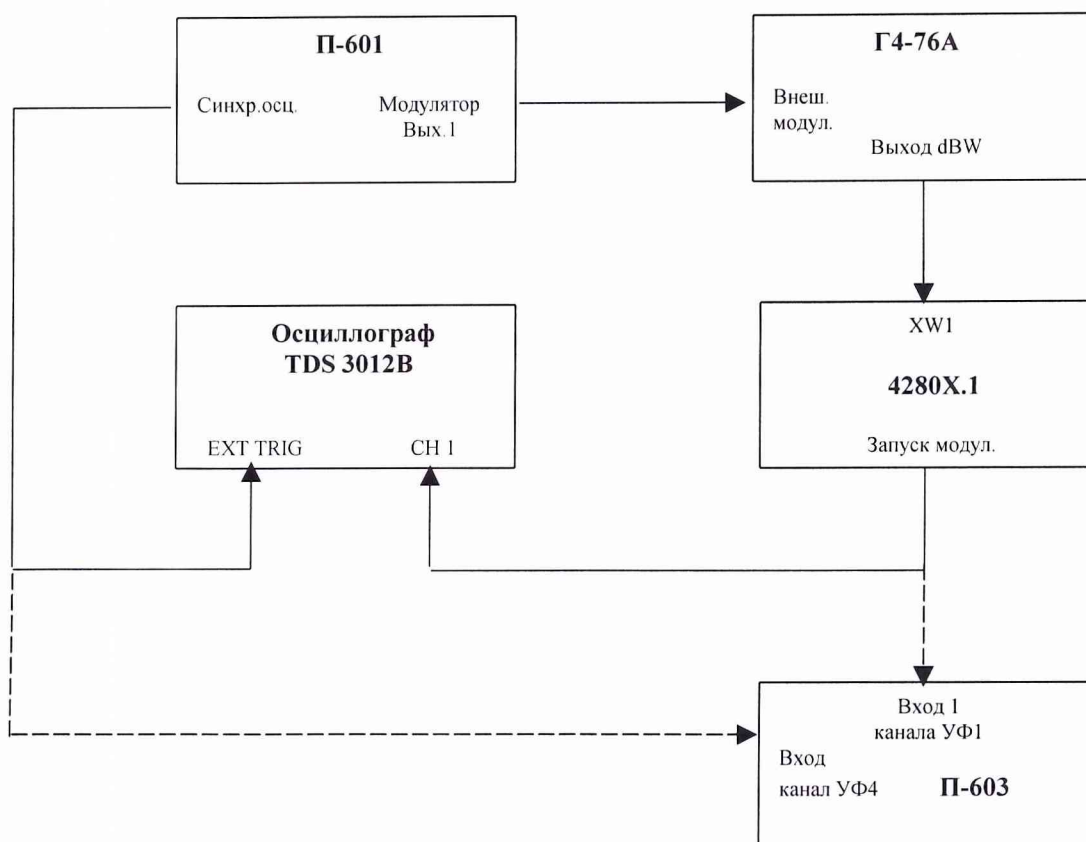 П-601
Синхр.осц.
Модулятор
Вых.1
Г4-76А
Внеш.
модул.
Выход dBW
Осциллограф
TDS 3012B
EXT TRIG
CH 1
XW1
4280Х.1
Запуск модул.
Вход 1
канала УФ1
Вход
канал УФ4
П-603